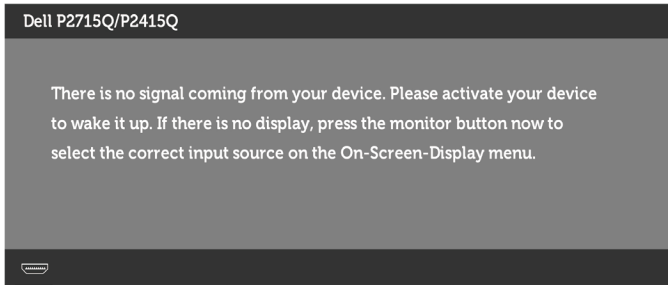 Dell P2715Q/P2415Q
There is no signal coming from your device. Please activate your device
to wake it up. If there is no display, press the monitor button now to
select the correct input source on the On-Screen-Display menu.